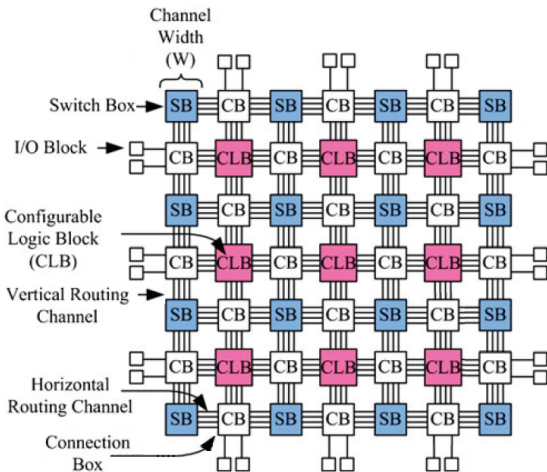 Channel
Width
(W)
Switch Box
SB CB SB CB SB CB SB
I/O Block
CB CLB CB CLB CB CLB CB
SB CB SB CB SB CB SB
Configurable
Logic Block
(CLB)
CB CLB CB CLB CB CLB CB
Vertical Routing
Channel
SB CB SB CB SB CB SB
CB CLB CB CLB CB CLB CB
Horizontal
Routing Channel
SB CB SB CB SB CB SB
Connection
Box